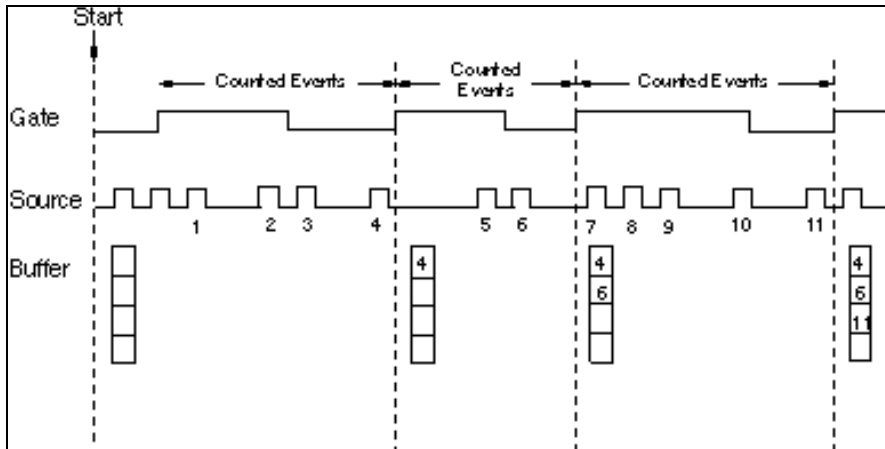 Start
Counted Events
Counted
Events
Counted Events
Gate
Source
1 2 3 4 5 6 7 8 9 10 11
Buffer
4 4 4
6 6
11